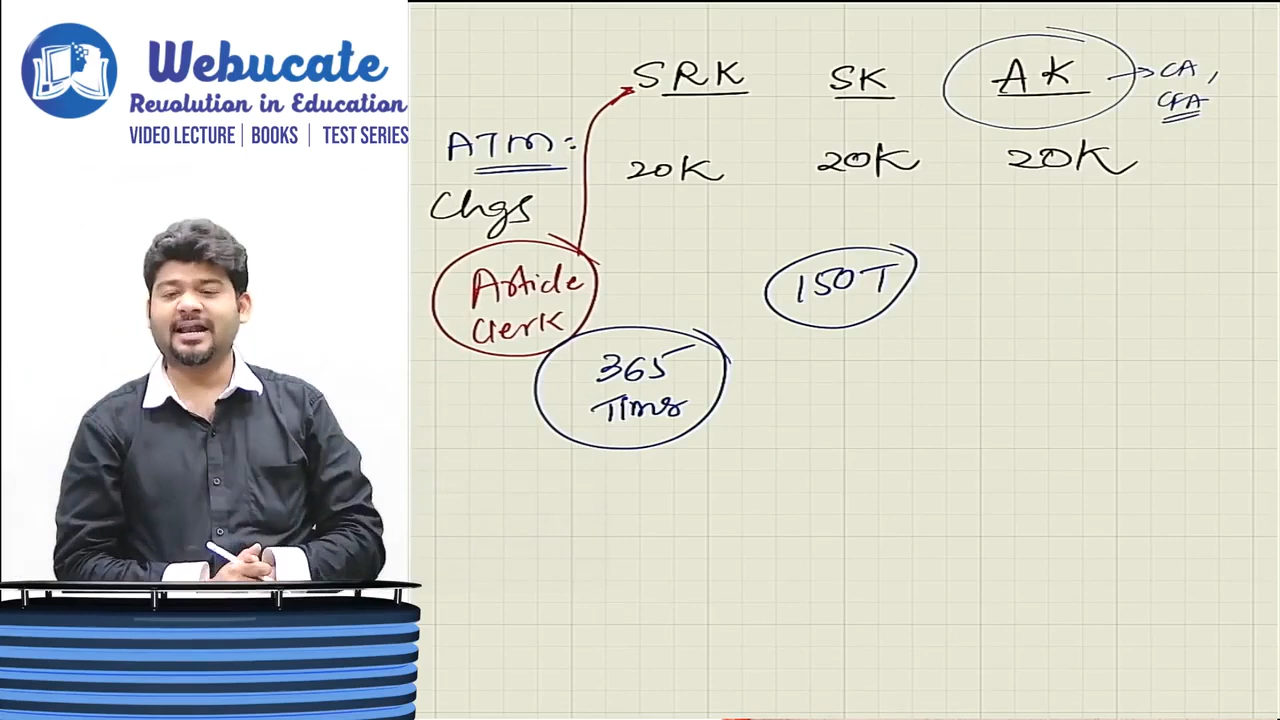 Webucate
Revolution in Education
VIDEO LECTURE | BOOKS | TEST SERIES
SRK SK AK → CA,
CFA
ATM:
Chgs
20K 20K 20K
Article
Clerk
150T
365
Times